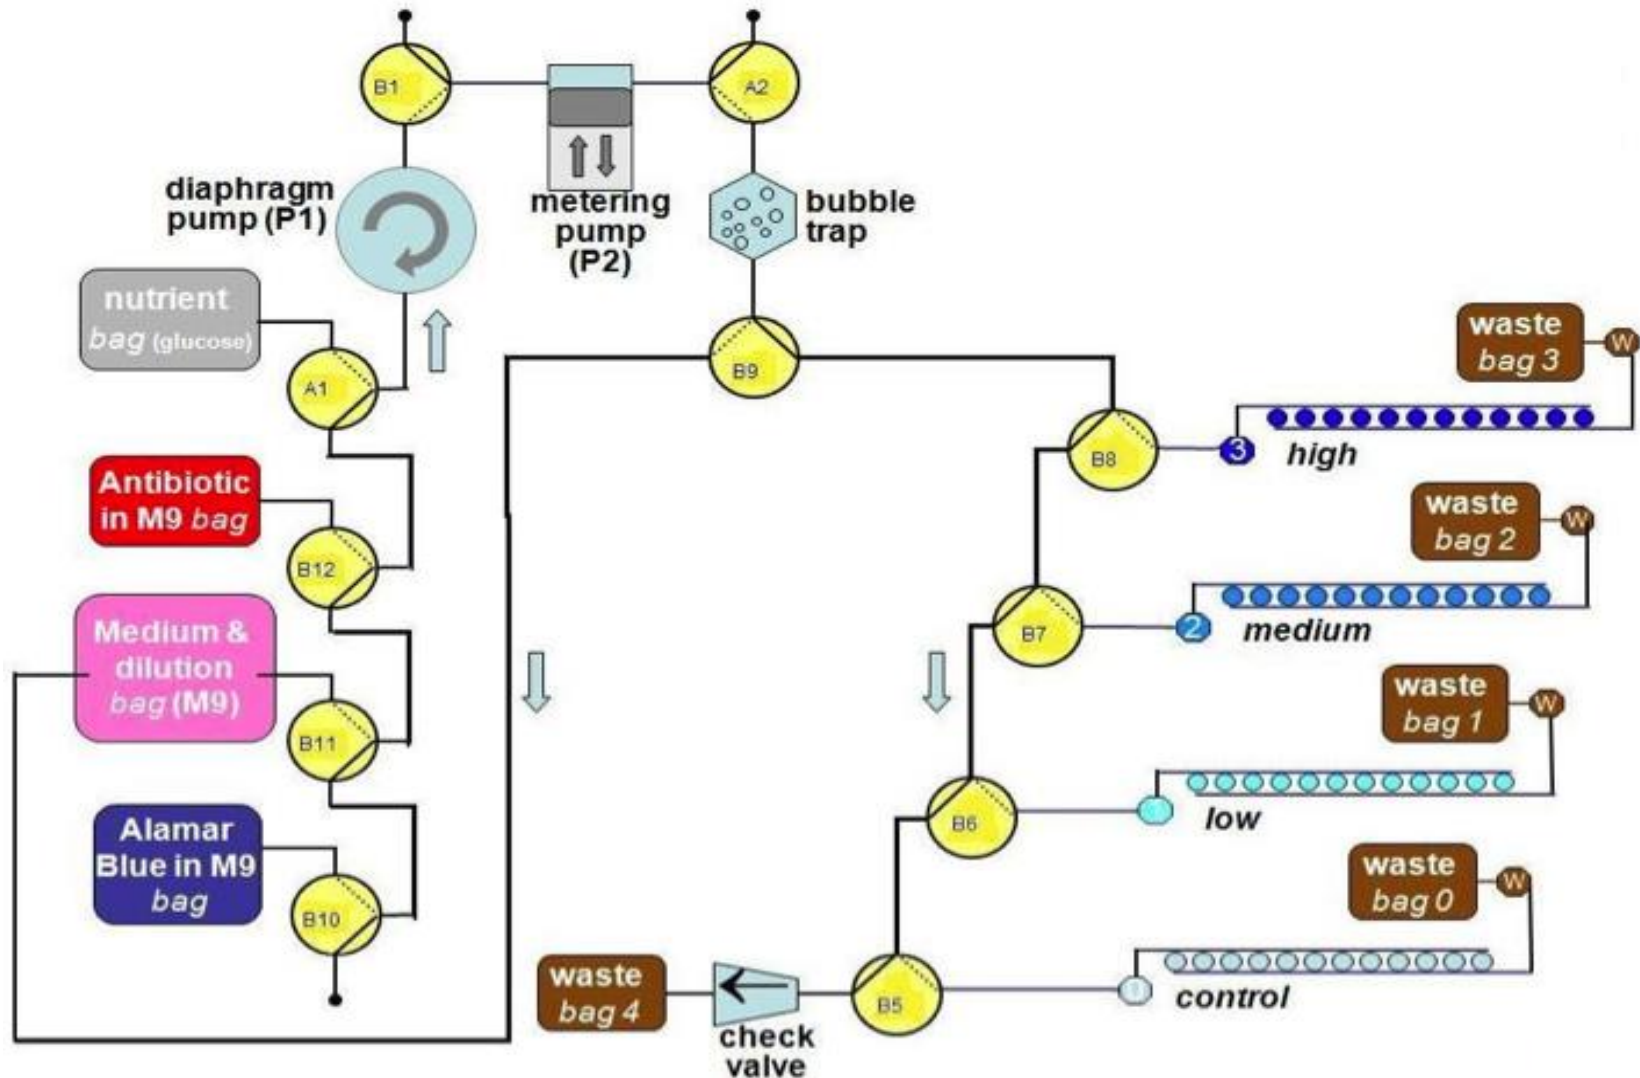 B1
A2
diaphragm
pump (P1)
metering
pump
(P2)
bubble
trap
nutrient
bag (glucose)
A1
B9
waste
bag 3
W
B8
3
high
Antibiotic
in M9 bag
B12
waste
bag 2
W
B7
2
medium
Medium &
dilution
bag (M9)
B11
waste
bag 1
W
B6
low
Alamar
Blue in M9
bag
B10
waste
bag 0
W
B5
control
waste
bag 4
check
valve